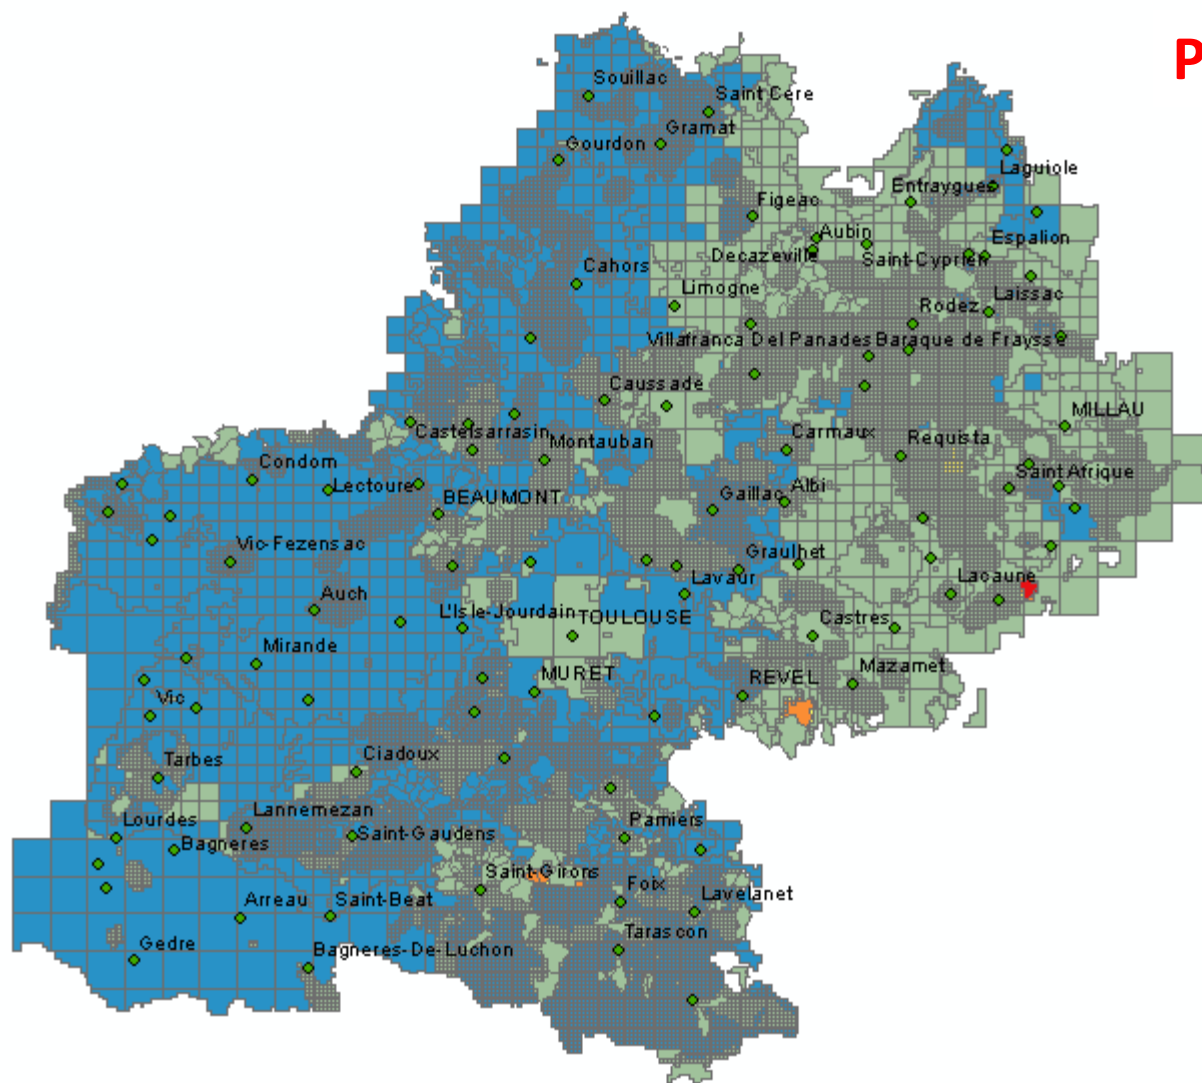 P
Souillac
Saint Cere
Gramat
Gourdon
Laguiole
Entraygues
Figeac
Aubin
Espalion
Decazeville
Saint-Cyprien
Cahors
Limogne
Laissac
Rodez
Villafranca Del Panades
Baraque de Fraysse
Caussade
MILLAU
Castelsarrasin
Montauban
Carmaux
Requista
Condom
Lectoure
Saint Afrique
BEAUMONT
Gaillac
Albi
Vic-Fezensac
Graulhet
Lavaur
Lacaune
Auch
L'Isle-Jourdain
TOULOUSE
Castres
Mirande
MURET
REVEL
Mazamet
Vic
Tarbes
Ciadoux
Lourdes
Lannemezan
Pamiers
Bagneres
Saint-Gaudens
Saint-Girons
Foix
Lavelanet
Arreau
Saint-Beat
Tarascon
Gedre
Bagneres-De-Luchon